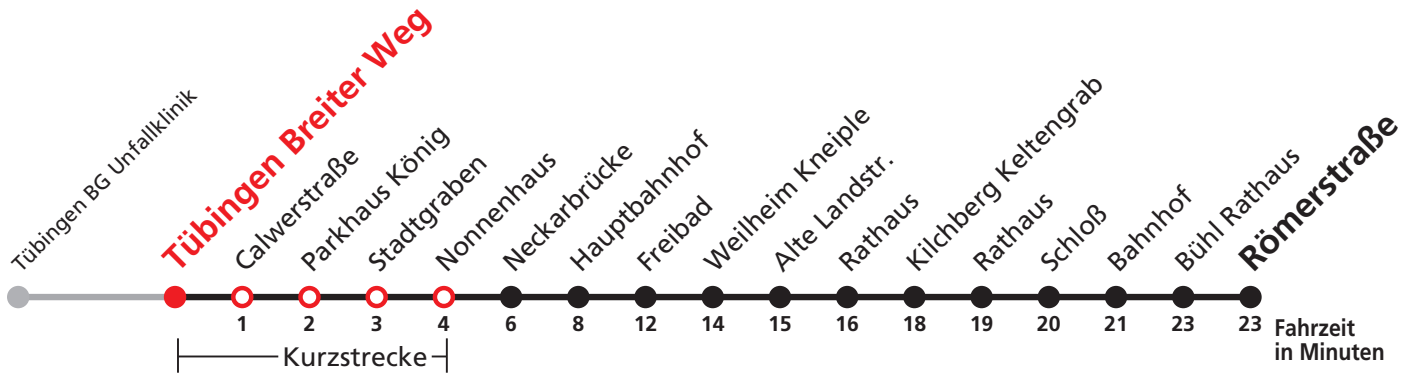 Tübingen BG Unfallklinik
Tübingen Breiter Weg
Calwerstraße
Parkhaus König
Stadtgraben
Nonnenhaus
Neckarbrücke
Hauptbahnhof
Freibad
Weilheim Kneiple
Alte Landstr.
Rathaus
Kilchberg Keltengrab
Rathaus
Schloß
Bahnhof
Bühl Rathaus
Römerstraße
1 2 3 4 6 8 12 14 15 16 18 19 20 21 23 23
Fahrzeit
in Minuten
Kurzstrecke